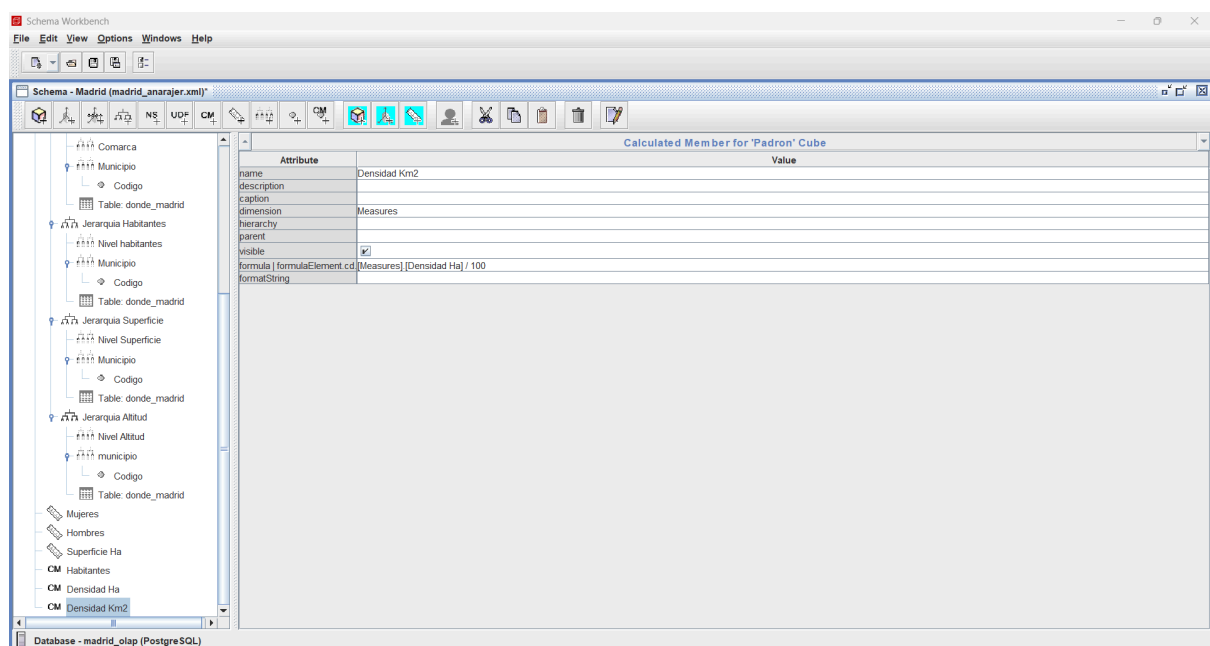 Schema Workbench
File Edit View Options Windows Help
Schema - Madrid (madrid_anarajer.xml)*
NS UDF CM CM
Comarca
Municipio
Codigo
Table: donde_madrid
Jerarquia Habitantes
Nivel habitantes
Municipio
Codigo
Table: donde_madrid
Jerarquia Superficie
Nivel Superficie
Municipio
Codigo
Table: donde_madrid
Jerarquia Altitud
Nivel Altitud
municipio
Codigo
Table: donde_madrid
Mujeres
Hombres
Superficie Ha
CM Habitantes
CM Densidad Ha
CM Densidad Km2
Calculated Member for 'Padron' Cube
Attribute Value
name Densidad Km2
description
caption
dimension Measures
hierarchy
parent
visible
formula | formulaElement.cd. [Measures].[Densidad Ha] / 100
formatString
Database - madrid_olap (PostgreSQL)